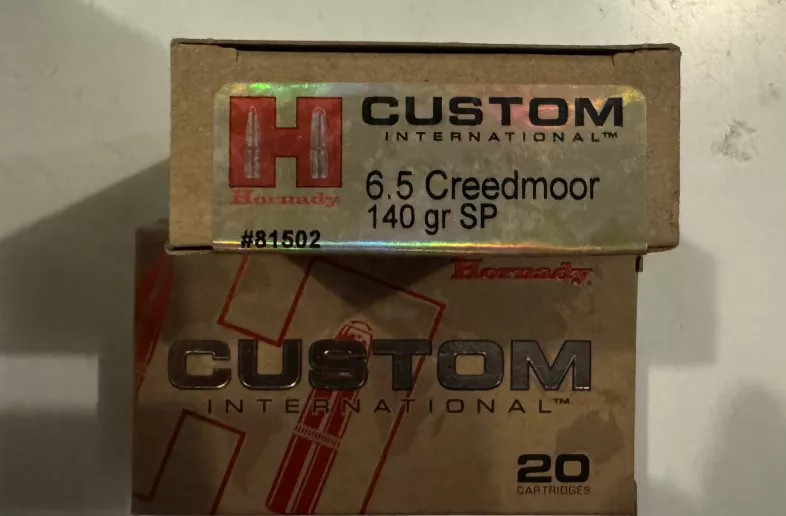 CUSTOM
INTERNATIONAL™
H
Hornady
6.5 Creedmoor
140 gr SP
#81502
Hornady
CUSTOM
INTERNATIONAL™
20
CARTRIDGES